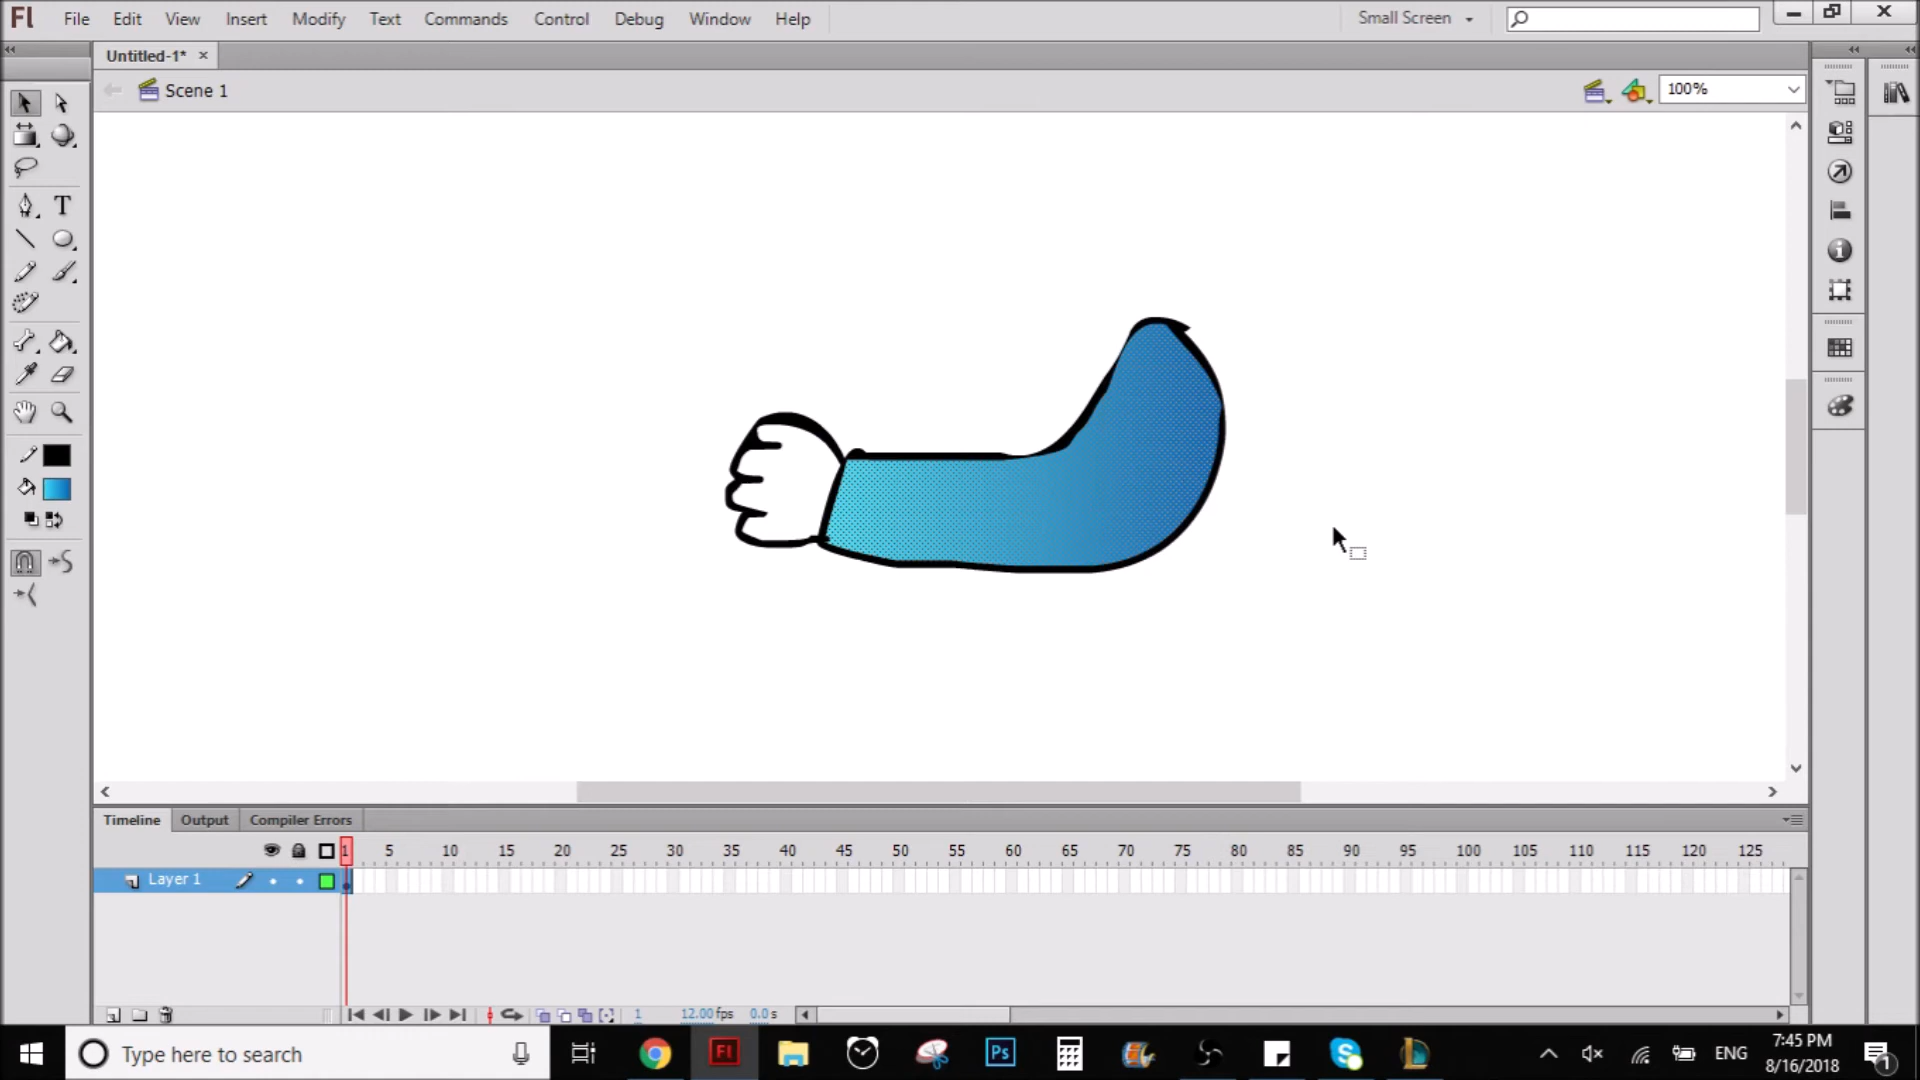 Fl File Edit View Insert Modify Text Commands Control Debug Window Help Small Screen
Untitled-1* ×
Scene 1 100%
T
Timeline Output Compiler Errors
1 5 10 15 20 25 30 35 40 45 50 55 60 65 70 75 80 85 90 95 100 105 110 115 120 125
Layer 1
1 12.00 fps 0.0 s
Type here to search Fl Ps ENG 7:45 PM
8/16/2018 1